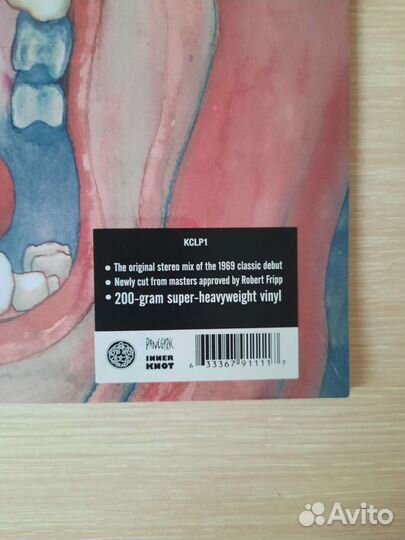 KCLP1
• The original stereo mix of the 1969 classic debut
• Newly cut from masters approved by Robert Fripp
• 200-gram super-heavyweight vinyl
PANEGYRIC
INNER
KNOT
6 33367 91111 7
Avito